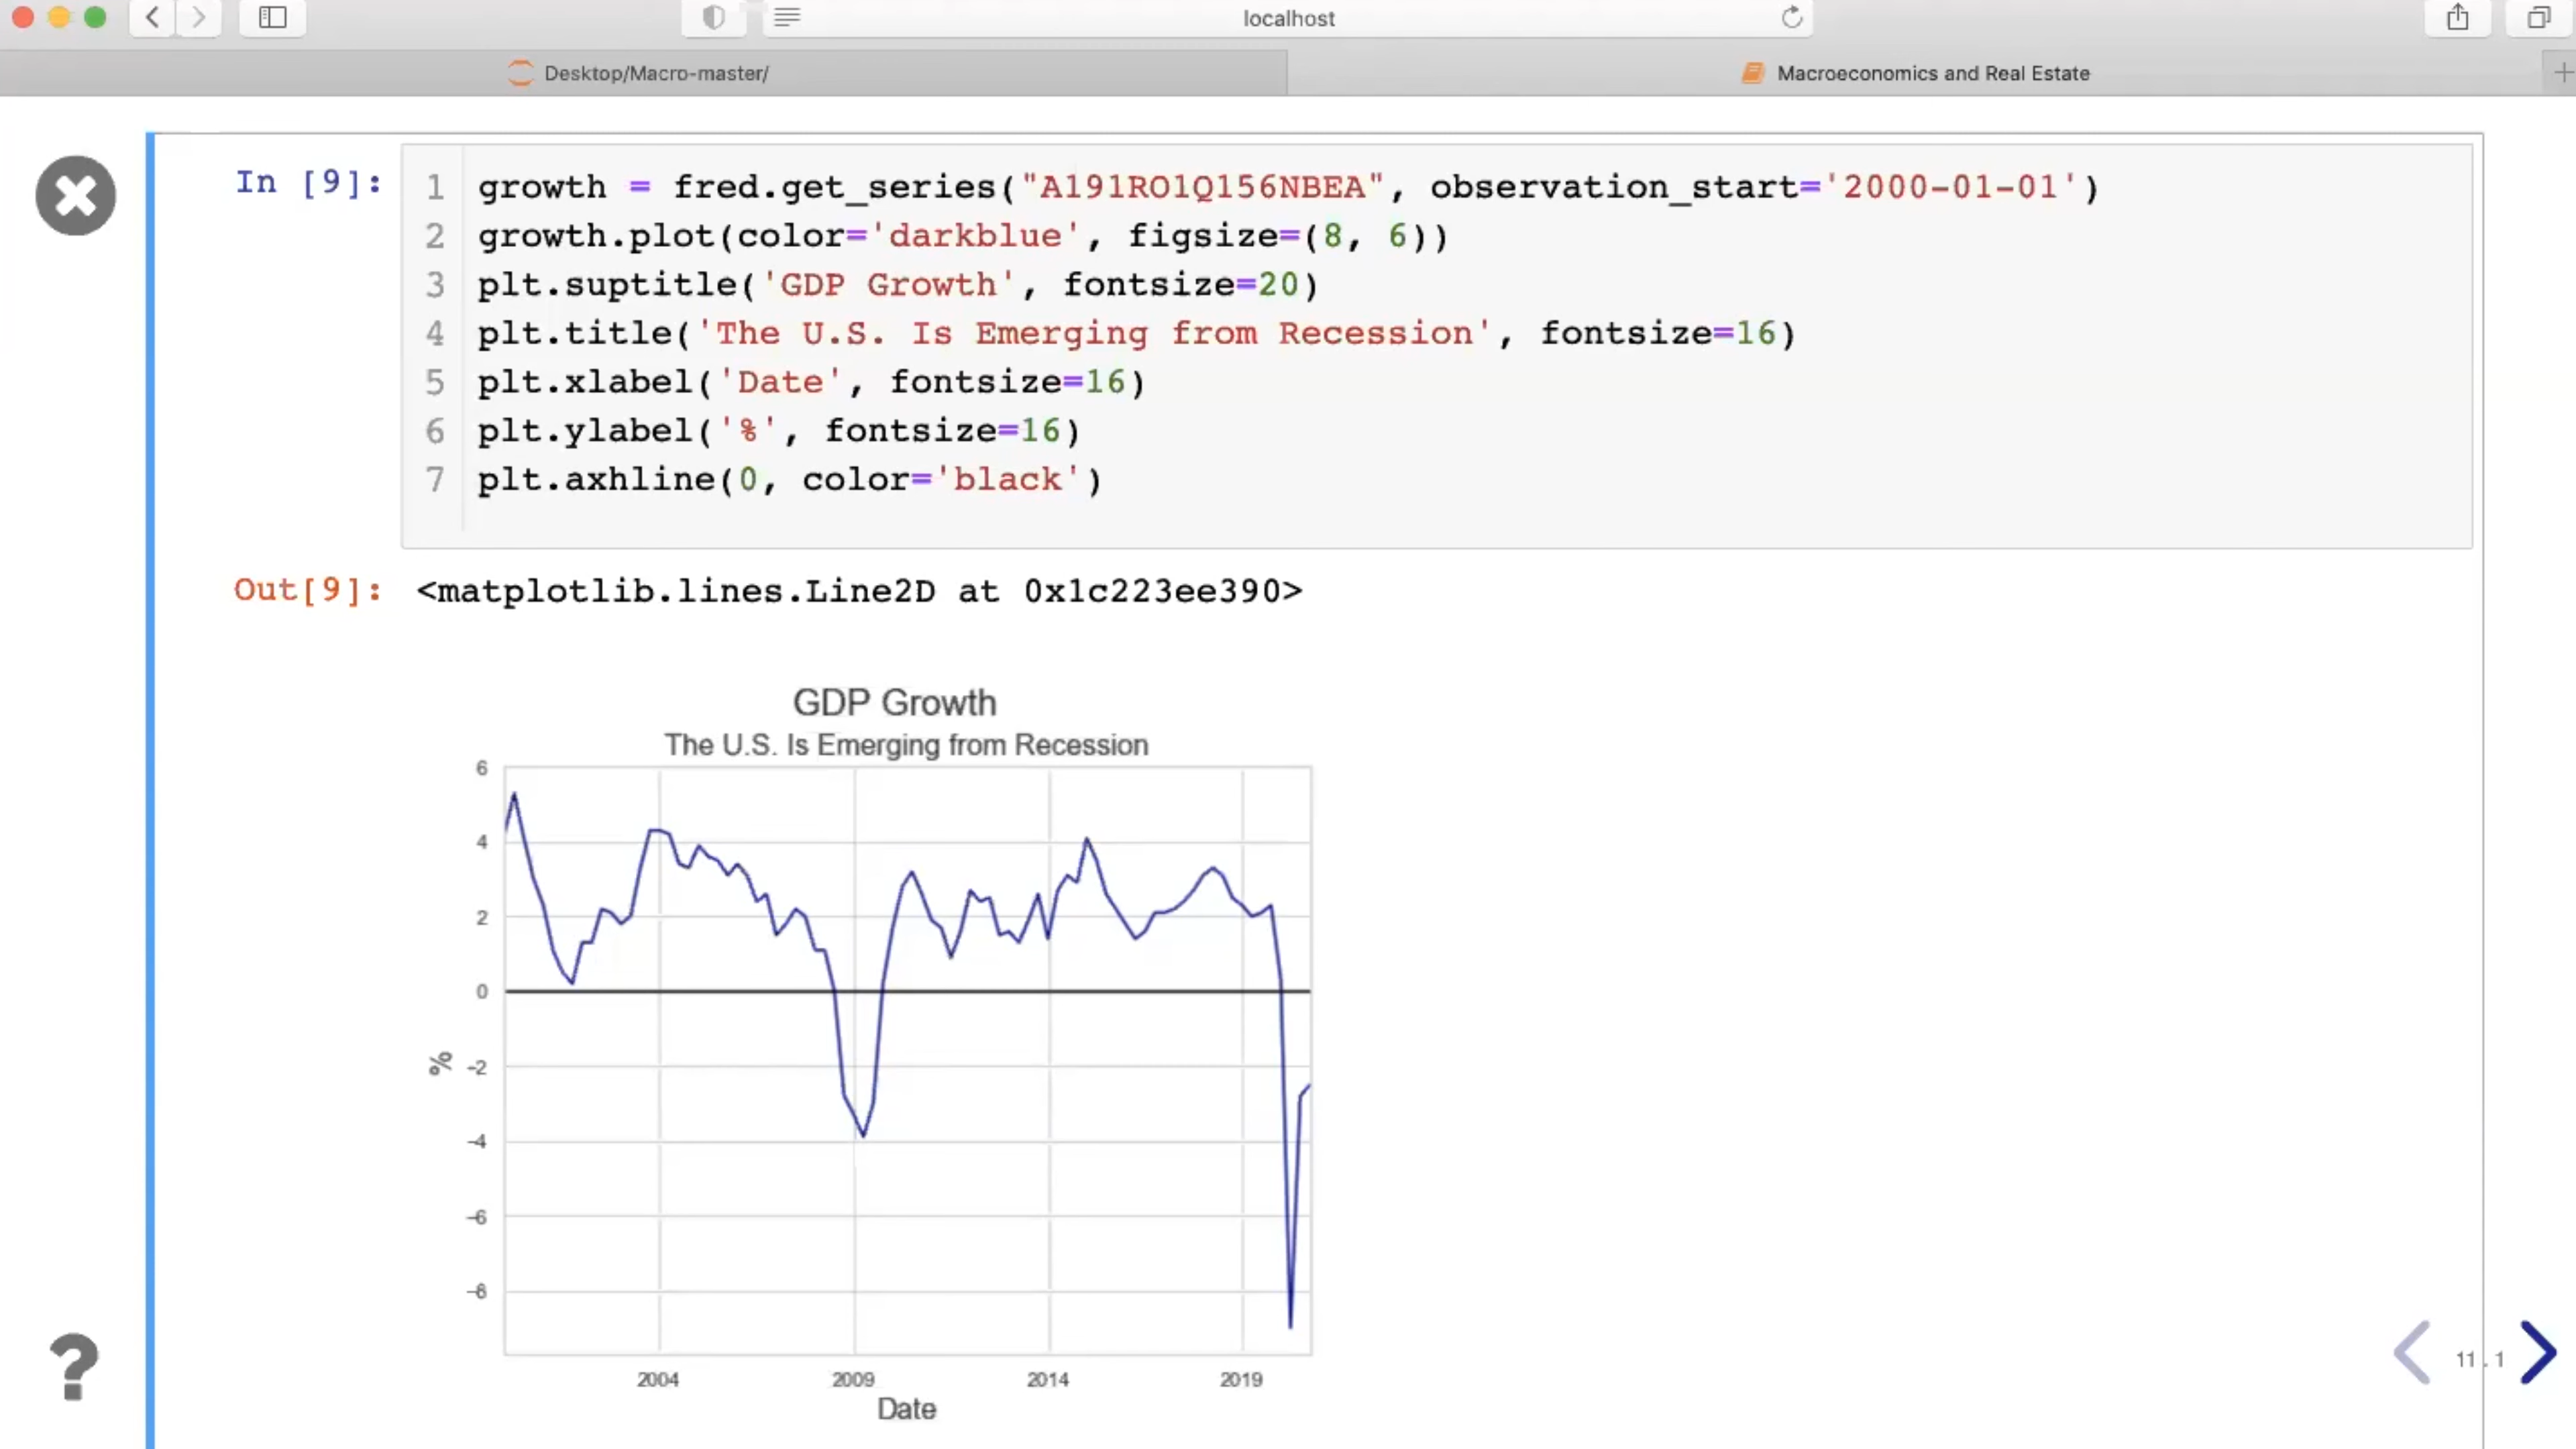 localhost
Desktop/Macro-master/
Macroeconomics and Real Estate
In [9]:
1 growth = fred.get_series("A191RO1Q156NBEA", observation_start='2000-01-01')
2 growth.plot(color='darkblue', figsize=(8, 6))
3 plt.suptitle('GDP Growth', fontsize=20)
4 plt.title('The U.S. Is Emerging from Recession', fontsize=16)
5 plt.xlabel('Date', fontsize=16)
6 plt.ylabel('%', fontsize=16)
7 plt.axhline(0, color='black')
Out[9]: <matplotlib.lines.Line2D at 0x1c223ee390>
GDP Growth
The U.S. Is Emerging from Recession
6
4
2
0
%
-2
-4
-6
-8
2004 2009 2014 2019
Date
11.1